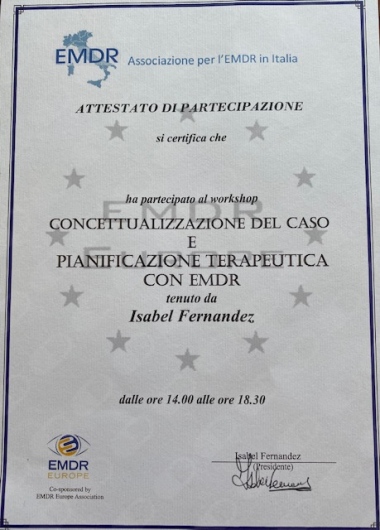 EMDR Associazione per l'EMDR in Italia
ATTESTATO DI PARTECIPAZIONE
si certifica che
ha partecipato al workshop
EMDR
EUROPE
CONCETTUALIZZAZIONE DEL CASO
E
PIANIFICAZIONE TERAPEUTICA
CON EMDR
tenuto da
Isabel Fernandez
dalle ore 14.00 alle ore 18.30
EMDR
EUROPE
Co-sponsored by
EMDR Europe Association
Isabel Fernandez
(Presidente)